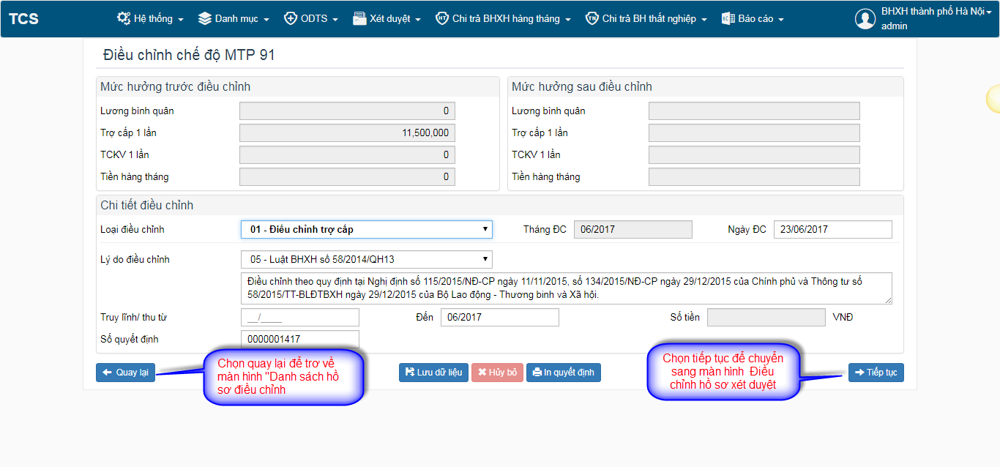 TCS
Hệ thống
Danh mục
ODTS
Xét duyệt
Chi trả BHXH hàng tháng
Chi trả BH thất nghiệp
Báo cáo
BHXH thành phố Hà Nội
admin
Điều chỉnh chế độ MTP 91
Mức hưởng trước điều chỉnh
Lương bình quân 0
Trợ cấp 1 lần 11,500,000
TCKV 1 lần 0
Tiền hàng tháng 0
Mức hưởng sau điều chỉnh
Lương bình quân
Trợ cấp 1 lần
TCKV 1 lần
Tiền hàng tháng
Chi tiết điều chỉnh
Loại điều chỉnh 01 - Điều chỉnh trợ cấp Tháng ĐC 06/2017 Ngày ĐC 23/06/2017
Lý do điều chỉnh 05 - Luật BHXH số 58/2014/QH13
Điều chỉnh theo quy định tại Nghị định số 115/2015/NĐ-CP ngày 11/11/2015, số 134/2015/NĐ-CP ngày 29/12/2015 của Chính phủ và Thông tư số
58/2015/TT-BLĐTBXH ngày 29/12/2015 của Bộ Lao động - Thương binh và Xã hội.
Truy lĩnh/ thu từ __/____ Đến 06/2017 Số tiền VNĐ
Số quyết định 0000001417
Quay lại
Chọn quay lại để trơ về
màn hình "Danh sách hồ
sơ điều chỉnh
Lưu dữ liệu
Hủy bỏ
In quyết định
Chọn tiếp tục để chuyển
sang màn hình Điều
chỉnh hồ sơ xét duyệt
Tiếp tục